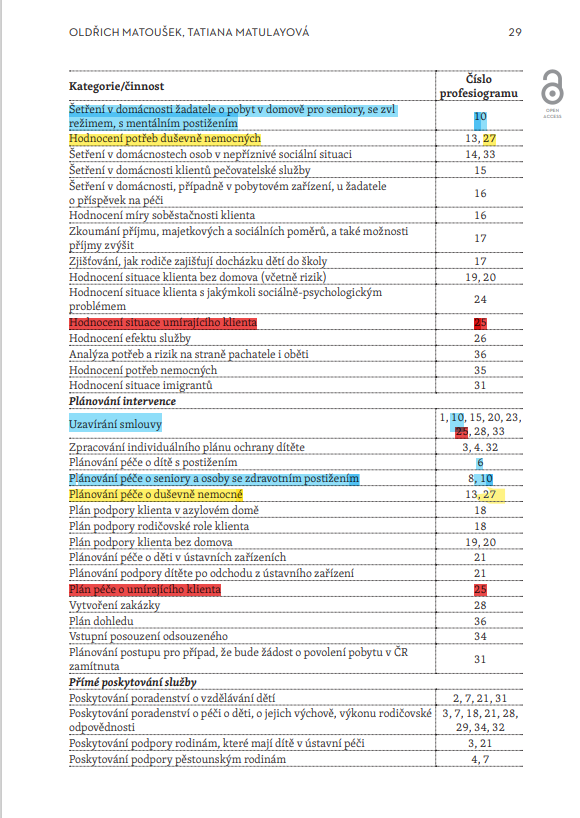 OLDŘICH MATOUŠEK, TATIANA MATULAYOVÁ 29
OPEN
ACCESS
Kategorie/činnost Číslo
profesiogramu
Šetření v domácnosti žadatele o pobyt v domově pro seniory, se zvl
režimem, s mentálním postižením 10
Hodnocení potřeb duševně nemocných 13, 27
Šetření v domácnostech osob v nepříznivé sociální situaci 14, 33
Šetření v domácnosti klientů pečovatelské služby 15
Šetření v domácnosti, případně v pobytovém zařízení, u žadatele
o příspěvek na péči 16
Hodnocení míry soběstačnosti klienta 16
Zkoumání příjmu, majetkových a sociálních poměrů, a také možnosti
příjmy zvýšit 17
Zjišťování, jak rodiče zajišťují docházku dětí do školy 17
Hodnocení situace klienta bez domova (včetně rizik) 19, 20
Hodnocení situace klienta s jakýmkoli sociálně-psychologickým
problémem 24
Hodnocení situace umírajícího klienta 25
Hodnocení efektu služby 26
Analýza potřeb a rizik na straně pachatele i oběti 36
Hodnocení potřeb nemocných 35
Hodnocení situace imigrantů 31
Plánování intervence
Uzavírání smlouvy 1, 10, 15, 20, 23,
25, 28, 33
Zpracování individuálního plánu ochrany dítěte 3, 4. 32
Plánování péče o dítě s postižením 6
Plánování péče o seniory a osoby se zdravotním postižením 8, 10
Plánování péče o duševně nemocné 13, 27
Plán podpory klienta v azylovém domě 18
Plán podpory rodičovské role klienta 18
Plán podpory klienta bez domova 19, 20
Plánování péče o děti v ústavních zařízeních 21
Plánování podpory dítěte po odchodu z ústavního zařízení 21
Plán péče o umírajícího klienta 25
Vytvoření zakázky 28
Plán dohledu 36
Vstupní posouzení odsouzeného 34
Plánování postupu pro případ, že bude žádost o povolení pobytu v ČR
zamítnuta 31
Přímé poskytování služby
Poskytování poradenství o vzdělávání dětí 2, 7, 21, 31
Poskytování poradenství o péči o děti, o jejich výchově, výkonu rodičovské
odpovědnosti 3, 7, 18, 21, 28,
29, 34, 32
Poskytování podpory rodinám, které mají dítě v ústavní péči 3, 21
Poskytování podpory pěstounským rodinám 4, 7